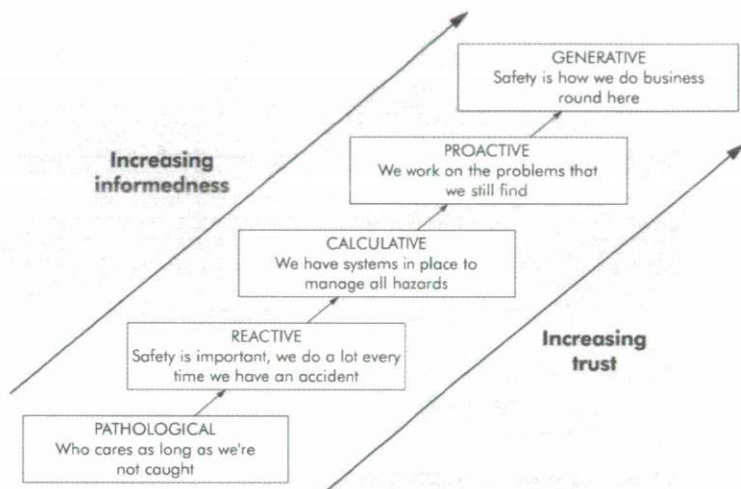 GENERATIVE
Safety is how we do business
round here
PROACTIVE
We work on the problems that
we still find
Increasing
informedness
CALCULATIVE
We have systems in place to
manage all hazards
REACTIVE
Safety is important, we do a lot every
time we have an accident
Increasing
trust
PATHOLOGICAL
Who cares as long as we're
not caught